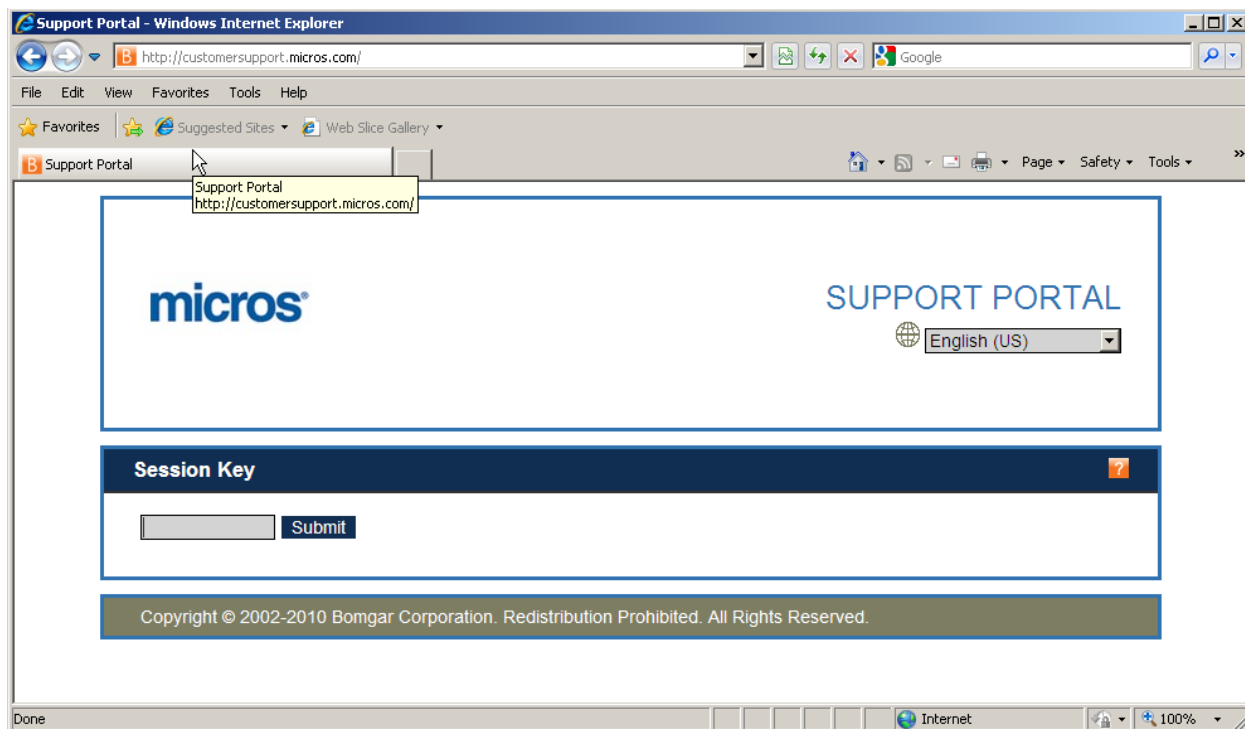 Support Portal - Windows Internet Explorer
http://customersupport.micros.com/
Google
File Edit View Favorites Tools Help
Favorites Suggested Sites Web Slice Gallery
Support Portal
Page Safety Tools »
Support Portal
http://customersupport.micros.com/
micros®
SUPPORT PORTAL
English (US)
Session Key
?
Submit
Copyright © 2002-2010 Bomgar Corporation. Redistribution Prohibited. All Rights Reserved.
Done Internet 100%